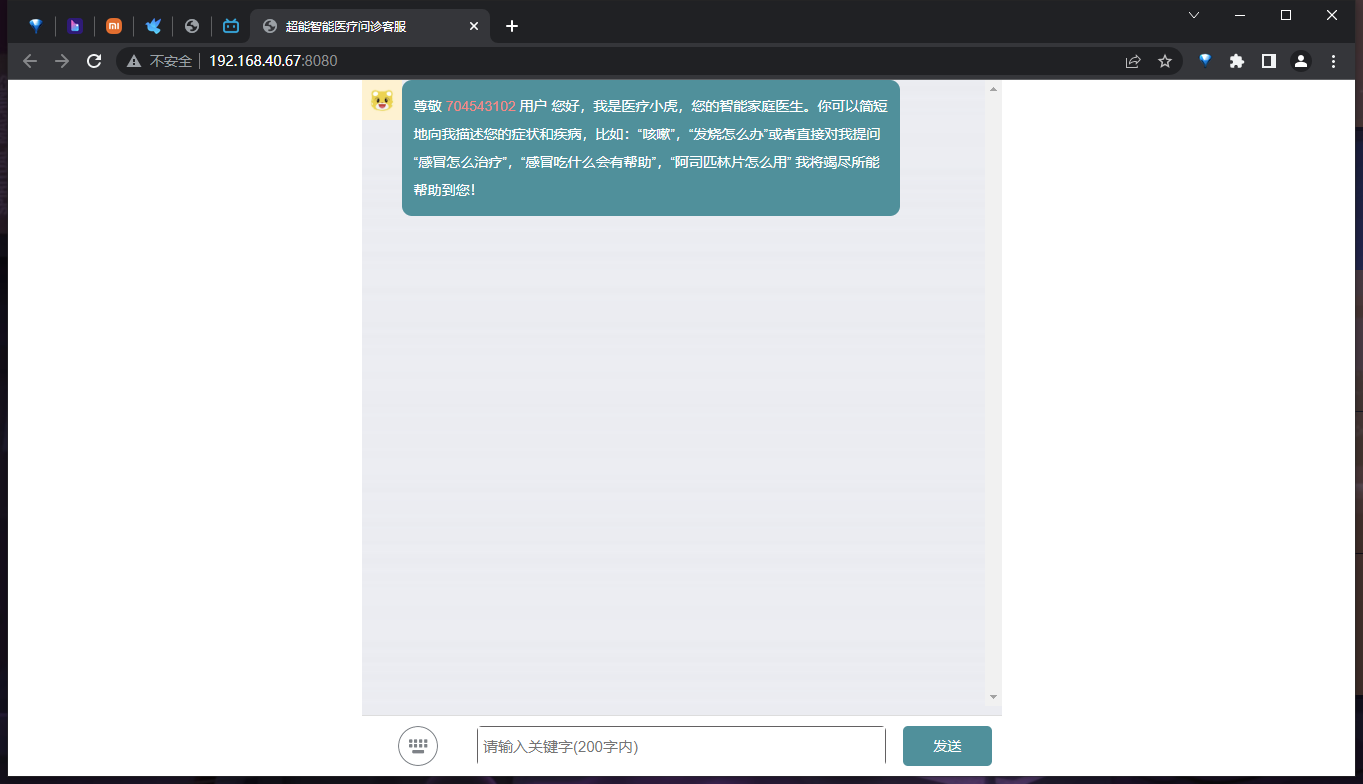 mi
超能智能医疗问诊客服
不安全 192.168.40.67:8080
尊敬 704543102 用户 您好，我是医疗小虎，您的智能家庭医生。你可以简短
地向我描述您的症状和疾病，比如：“咳嗽”，“发烧怎么办”或者直接对我提问
“感冒怎么治疗”，“感冒吃什么会有帮助”，“阿司匹林片怎么用” 我将竭尽所能
帮助到您！
请输入关键字(200字内)
发送